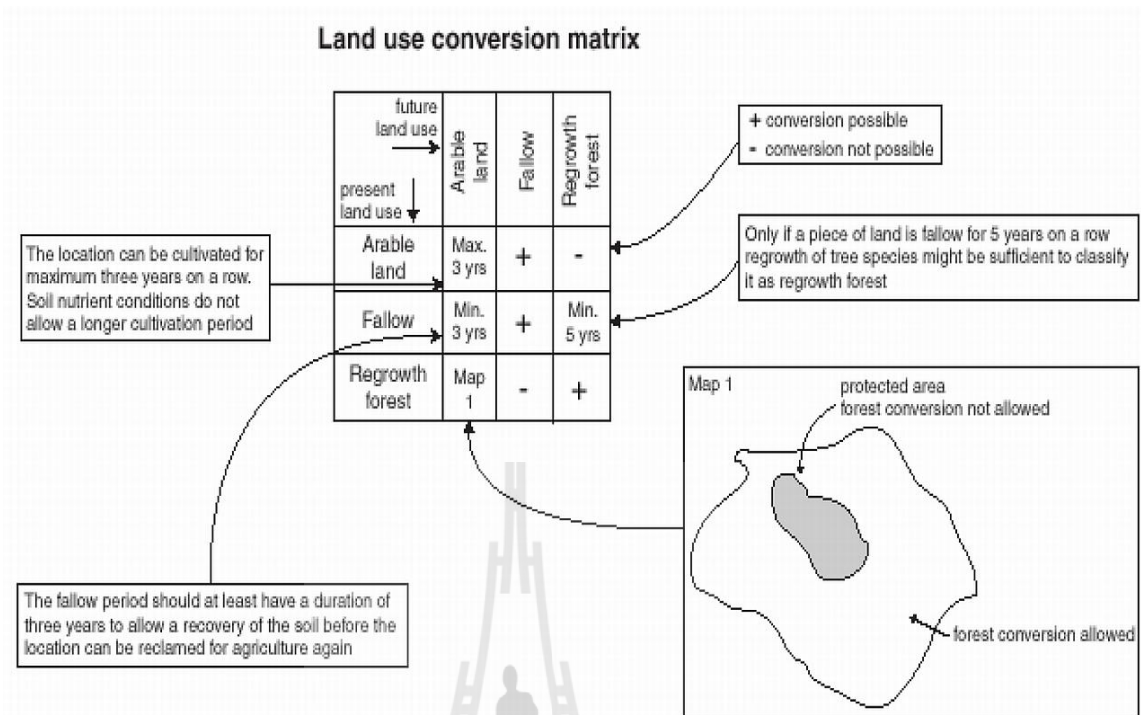 Land use conversion matrix
future
land use
present
land use
Arable
land
Fallow
Regrowth
forest
Arable
land
Max.
3 yrs
+
-
Fallow
Min.
3 yrs
+
Min.
5 yrs
Regrowth
forest
Map
1
-
+
+ conversion possible
- conversion not possible
Only if a piece of land is fallow for 5 years on a row
regrowth of tree species might be sufficient to classify
it as regrowth forest
The location can be cultivated for
maximum three years on a row.
Soil nutrient conditions do not
allow a longer cultivation period
The fallow period should at least have a duration of
three years to allow a recovery of the soil before the
location can be reclamed for agriculture again
Map 1
protected area
forest conversion not allowed
forest conversion allowed